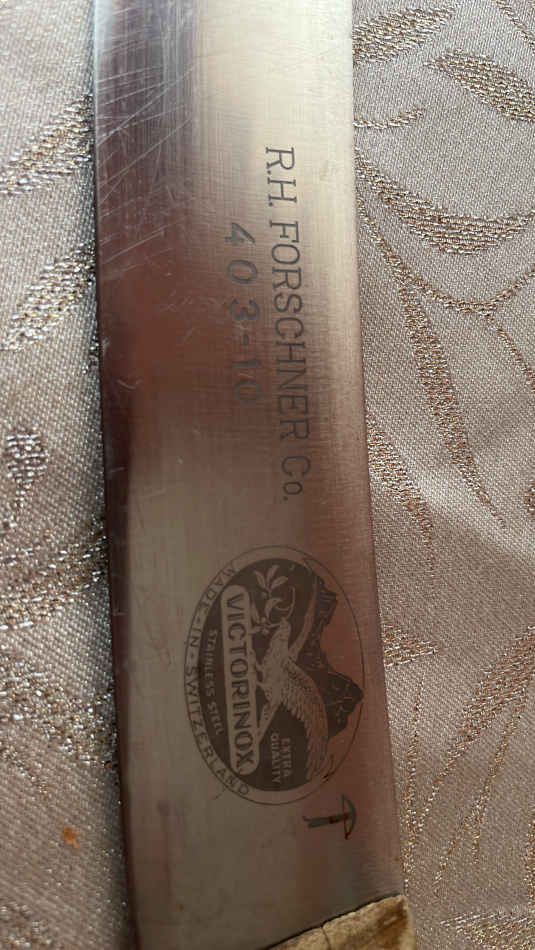 R.H. FORSCHNER Co.
403-10
EXTRA
QUALITY
VICTORINOX
STAINLESS STEEL
MADE-IN-SWITZERLAND